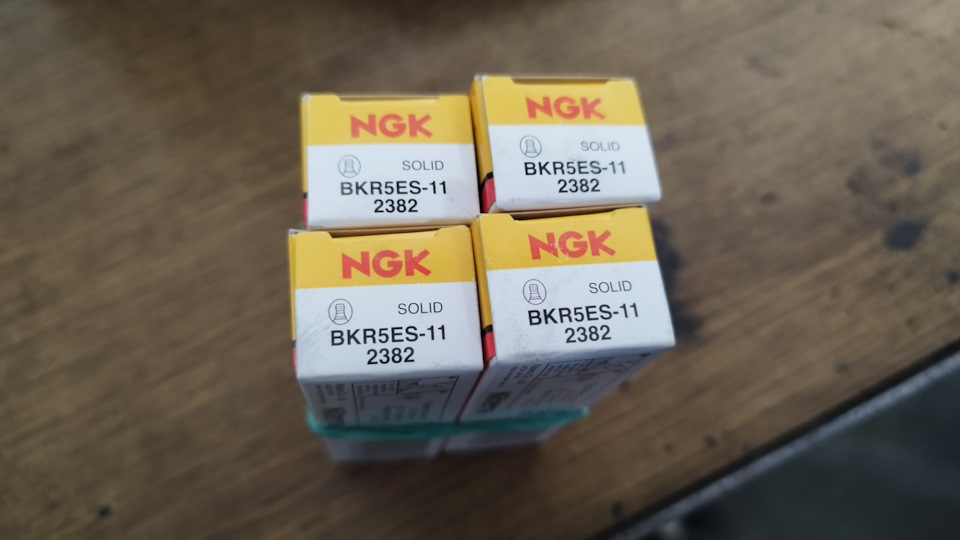 NGK
SOLID
BKR5ES-11
2382
NGK
SOLID
BKR5ES-11
2382
NGK
SOLID
BKR5ES-11
2382
NGK
SOLID
BKR5ES-11
2382